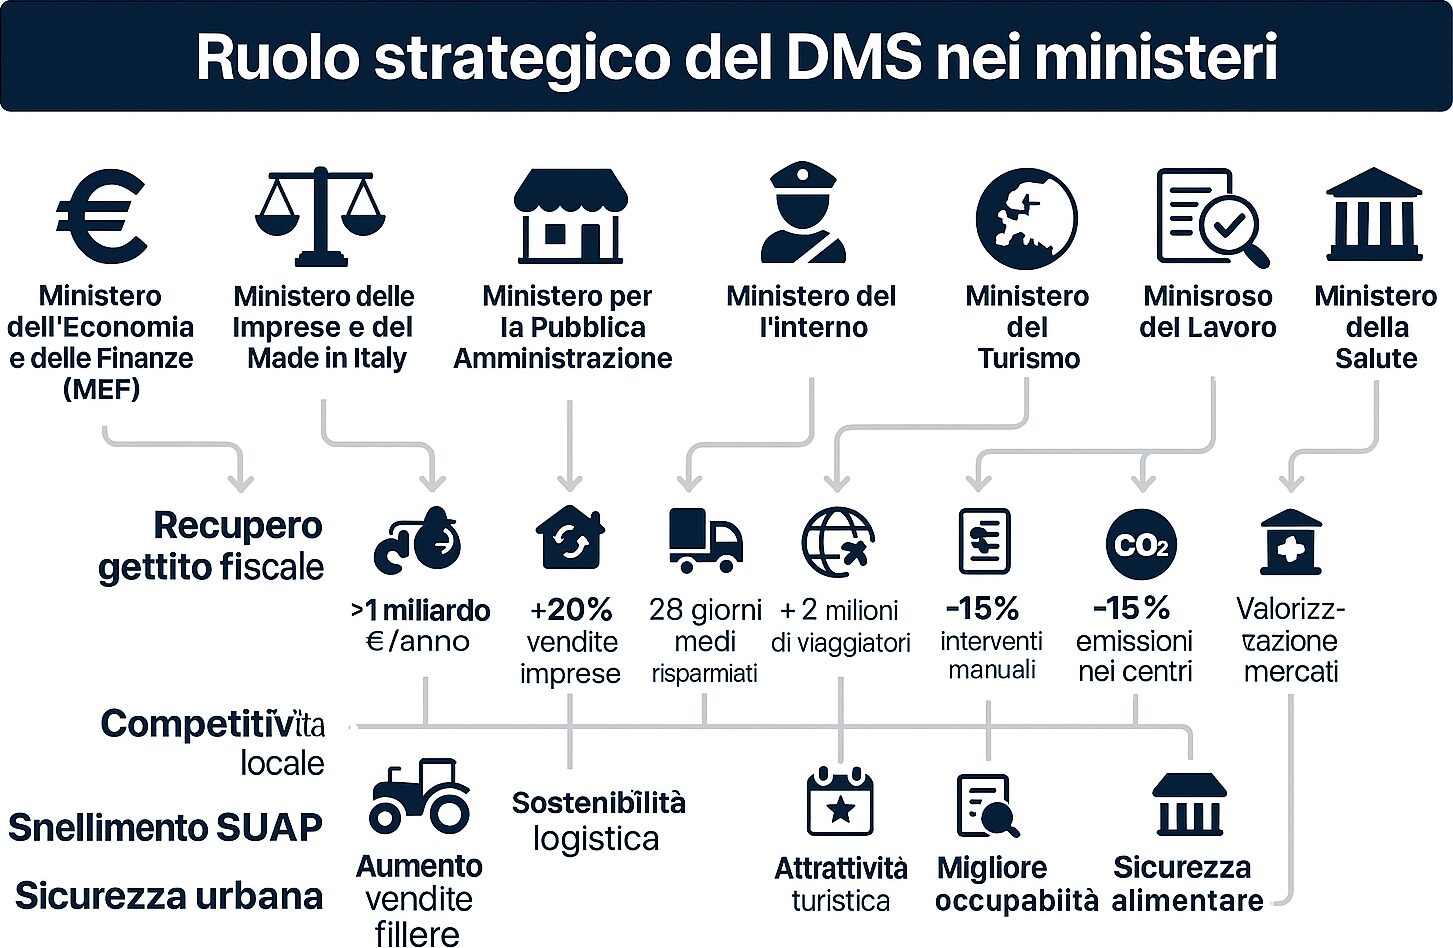 Ruolo strategico del DMS nei ministeri
Ministero
dell'Economia
e delle Finanze
(MEF)
Ministero delle
Imprese e del
Made in Italy
Ministero per
la Pubblica
Amministrazione
Ministero del
l'interno
Ministero
del
Turismo
Minisroso
del Lavoro
Ministero
della
Salute
Recupero
gettito fiscale
>1 miliardo
€/anno
+20%
vendite
imprese
28 giorni
medi
risparmiati
+ 2 milioni
di viaggiatori
-15%
interventi
manuali
CO₂
-15%
emissioni
nei centri
Valorizz-
zazione
mercati
Competitivita
locale
Snellimento SUAP
Sicurezza urbana
Aumento
vendite
fillere
Sostenibilità
logistica
Attrattività
turistica
Migliore
occupabiità
Sicurezza
alimentare